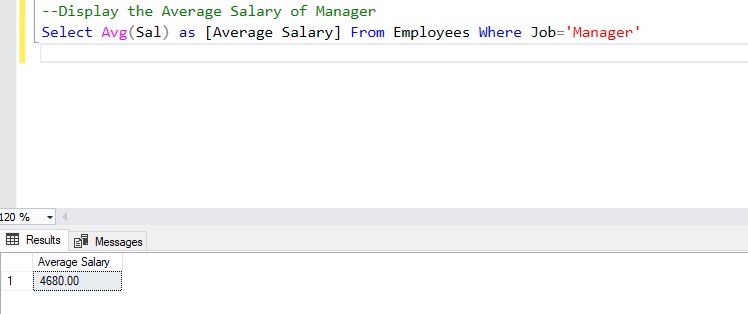 --Display the Average Salary of Manager
Select Avg(Sal) as [Average Salary] From Employees Where Job='Manager'
120 %
Results Messages
Average Salary
1 4680.00